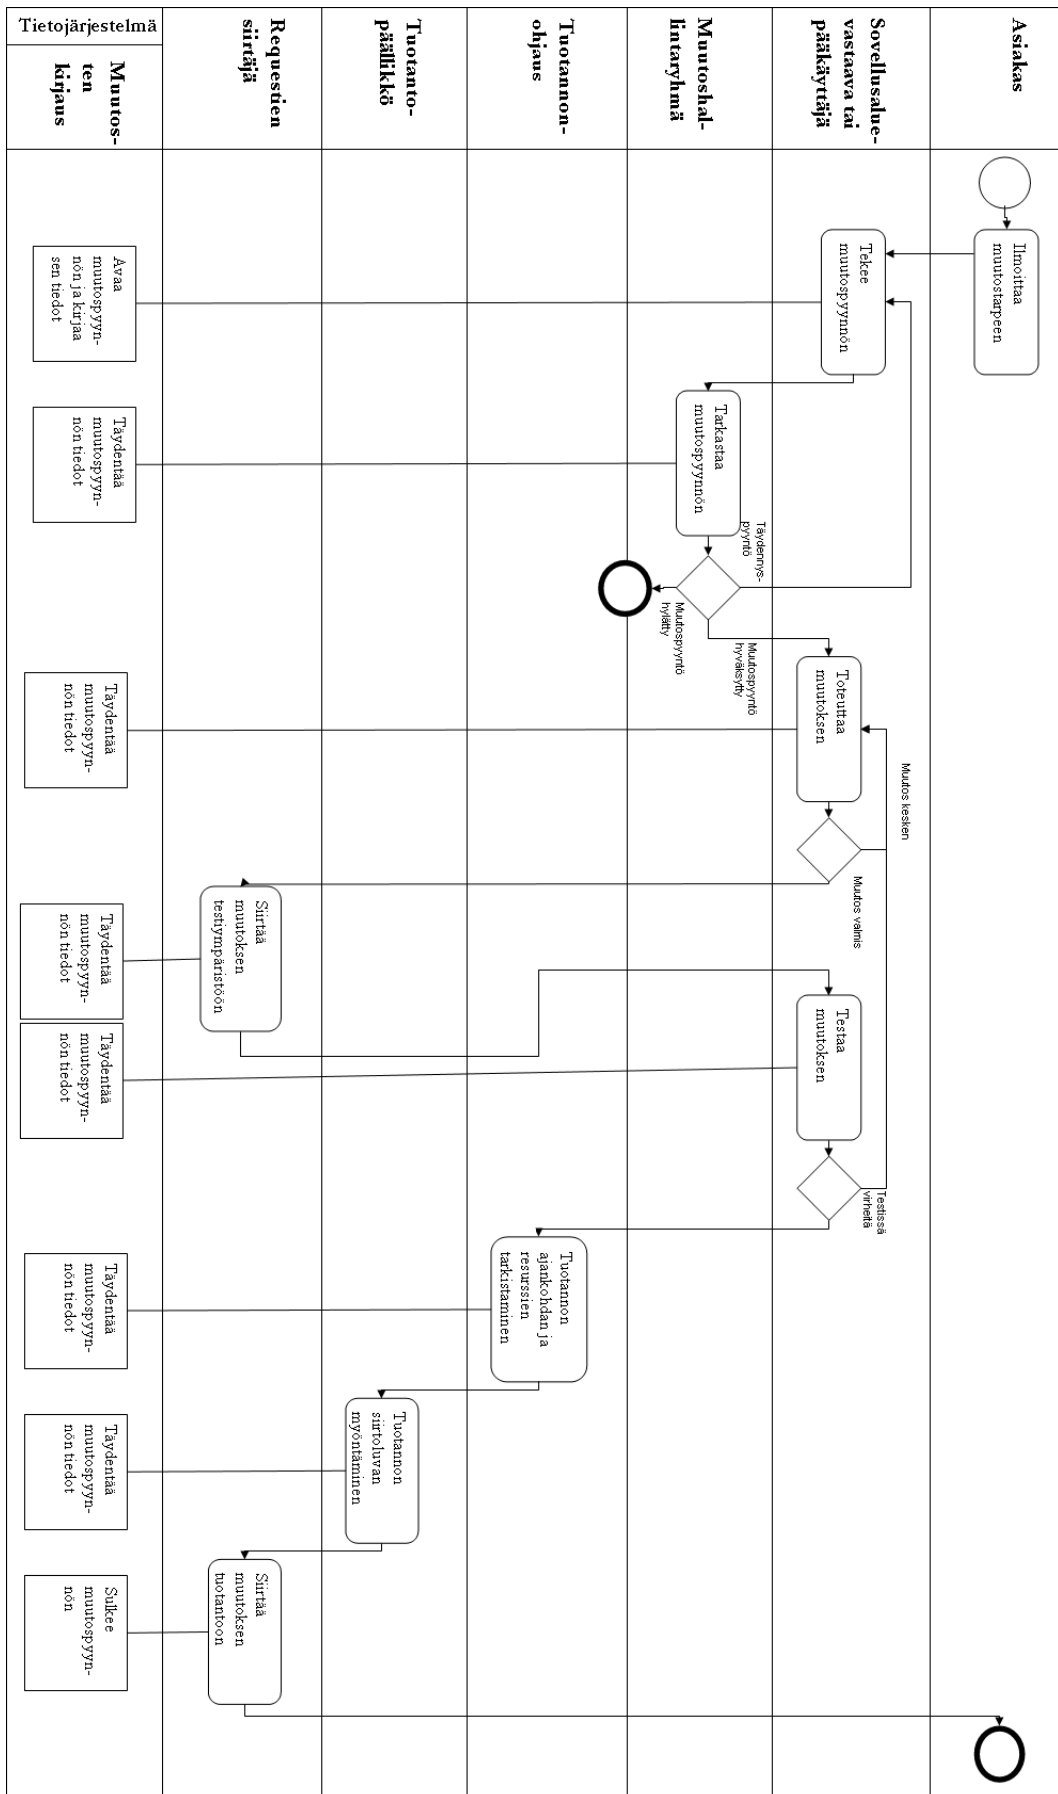 Asiakas
Sovellusalue-
vastaava tai
pääkäyttäjä
Muutoshal-
lintaryhmä
Tuotannon-
ohjaus
Tuotanto-
päällikkö
Requestien
siirtäjä
Tietojärjestelmä
Muutos-
ten
kirjaus
Ilmoittaa
muutostarpeen
Tekee
muutospyynnön
Avaa
muutospyyn-
nön ja kirjaa
sen tiedot
Tarkastaa
muutospyynnön
Täydentää
muutospyyn-
nön tiedot
Täydennys-
pyyntö
Muutospyyntö
hylätty
Muutospyyntö
hyväksytty
Toteuttaa
muutoksen
Täydentää
muutospyyn-
nön tiedot
Muutos kesken
Muutos valmis
Siirtää
muutoksen
testiympäristöön
Täydentää
muutospyyn-
nön tiedot
Testaa
muutoksen
Täydentää
muutospyyn-
nön tiedot
Testissä
virheitä
Tuotannon
ajankohdan ja
resurssien
tarkistaminen
Täydentää
muutospyyn-
nön tiedot
Tuotannon
siirtoluvan
myöntäminen
Täydentää
muutospyyn-
nön tiedot
Siirtää
muutoksen
tuotantoon
Sulkee
muutospyyn-
nön